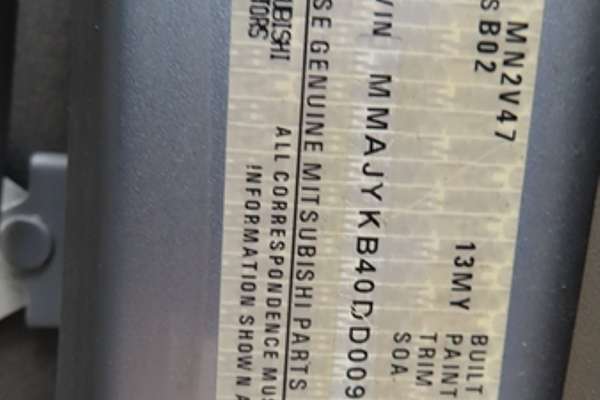 MN2V47
S B02
13MY
BUILT
PAINT
TRIM
SOA
VIN MMAJYKB40DD009
SE GENUINE MITSUBISHI PARTS
ALL CORRESPONDENCE MUS
INFORMATION SHOWN A
UBISHI
TORS